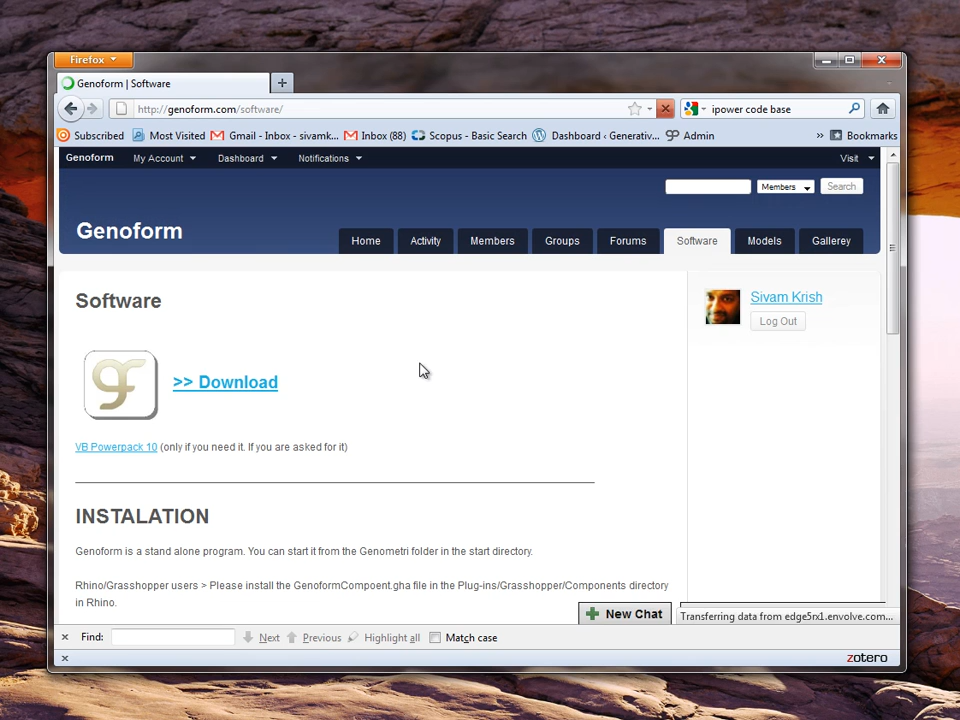 Firefox
Genoform | Software
http://genoform.com/software/
ipower code base
Subscribed Most Visited Gmail - Inbox - sivamk... Inbox (88) Scopus - Basic Search Dashboard ‹ Generativ... Admin » Bookmarks
Genoform My Account Dashboard Notifications Visit
Members Search
Genoform
Home Activity Members Groups Forums Software Models Gallerey
Software
Sivam Krish
Log Out
gf
>> Download
VB Powerpack 10 (only if you need it. If you are asked for it)
INSTALATION
Genoform is a stand alone program. You can start it from the Genometri folder in the start directory.
Rhino/Grasshopper users > Please install the GenoformCompoent.gha file in the Plug-ins/Grasshopper/Components directory
in Rhino.
New Chat
Transferring data from edge5rx1.envolve.com...
Find: Next Previous Highlight all Match case
zotero